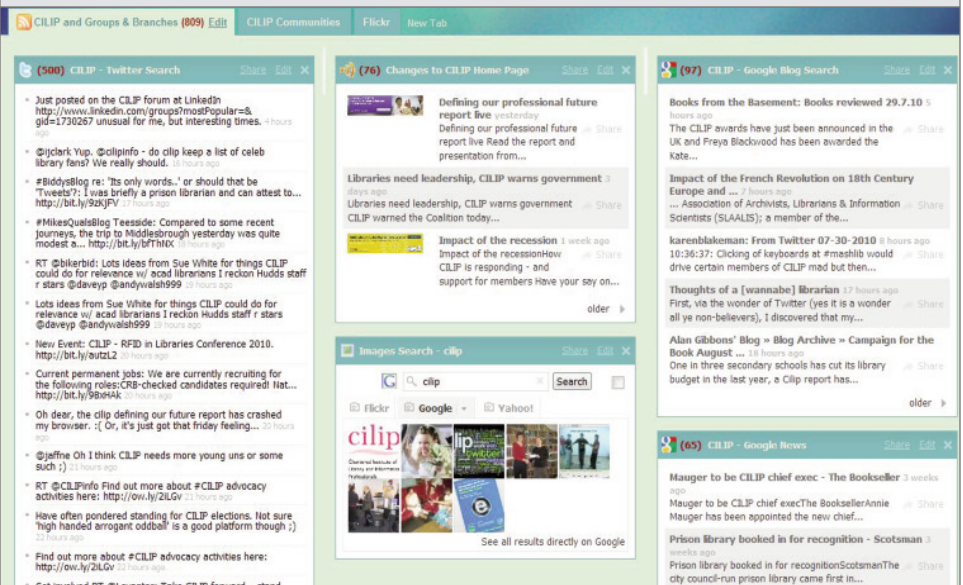 CILIP and Groups & Branches (809) Edit
CILIP Communities
Flickr
New Tab
(500) CILIP - Twitter Search Share Edit
Just posted on the CILIP forum at LinkedIn
http://www.linkedin.com/groups?mostPopular=&
gid=1730267 unusual for me, but interesting times. 4 hours
ago
@ijclark Yup. @cilipinfo - do cilip keep a list of celeb
library fans? We really should. 16 hours ago
#BiddysBlog re: 'Its only words..' or should that be
'Tweets'?: I was briefly a prison librarian and can attest to...
http://bit.ly/9zKjFV 17 hours ago
#MikesQualsBlog Teesside: Compared to some recent
journeys, the trip to Middlesbrough yesterday was quite
modest a... http://bit.ly/bfThNX 18 hours ago
RT @bikerbid: Lots ideas from Sue White for things CILIP
could do for relevance w/ acad librarians I reckon Hudds staff
r stars @daveyp @andywalsh999 19 hours ago
Lots ideas from Sue White for things CILIP could do for
relevance w/ acad librarians I reckon Hudds staff r stars
@daveyp @andywalsh999 19 hours ago
New Event: CILIP - RFID in Libraries Conference 2010.
http://bit.ly/autzL2 20 hours ago
Current permanent jobs: We are currently recruiting for
the following roles:CRB-checked candidates required! Nat...
http://bit.ly/9BxHAk 20 hours ago
Oh dear, the cilip defining our future report has crashed
my browser. :( Or, it's just got that friday feeling... 20 hours
ago
@jaffne Oh I think CILIP needs more young uns or some
such ;) 21 hours ago
RT @CILIPinfo Find out more about #CILIP advocacy
activities here: http://ow.ly/2iLGv 21 hours ago
Have often pondered standing for CILIP elections. Not sure
'high handed arrogant oddball' is a good platform though ;)
22 hours ago
Find out more about #CILIP advocacy activities here:
http://ow.ly/2iLGv 22 hours ago
(76) Changes to CILIP Home Page Share Edit
Defining our professional future
report live yesterday
Defining our professional future Share
report live Read the report and
presentation from...
Libraries need leadership, CILIP warns government 3
days ago
Libraries need leadership, CILIP warns government Share
CILIP warned the Coalition today...
Impact of the recession 1 week ago
Impact of the recessionHow Share
CILIP is responding - and
support for members Have your say on...
older
Images Search - cilip Share Edit
cilip Search
Flickr Google Yahoo!
cilip
lip
twitter
See all results directly on Google
(97) CILIP - Google Blog Search Share Edit
Books from the Basement: Books reviewed 29.7.10 5
hours ago
The CILIP awards have just been announced in the Share
UK and Freya Blackwood has been awarded the
Kate...
Impact of the French Revolution on 18th Century
Europe and ... 7 hours ago
... Association of Archivists, Librarians & Information Share
Scientists (SLAALIS); a member of the...
karenblakeman: From Twitter 07-30-2010 8 hours ago
10:36:37: Clicking of keyboards at #mashlib would Share
drive certain members of CILIP mad but then...
Thoughts of a [wannabe] librarian 17 hours ago
First, via the wonder of Twitter (yes it is a wonder Share
all ye non-believers), I discovered that my...
Alan Gibbons' Blog » Blog Archive » Campaign for the
Book August ... 18 hours ago
One in three secondary schools has cut its library Share
budget in the last year, a Cilip report has...
older
(65) CILIP - Google News Share Edit
Mauger to be CILIP chief exec - The Bookseller 3 weeks
ago
Mauger to be CILIP chief execThe BooksellerAnnie Share
Mauger has been appointed the new chief...
Prison library booked in for recognition - Scotsman 3
weeks ago
Prison library booked in for recognitionScotsmanThe Share
city council-run prison library came first in...